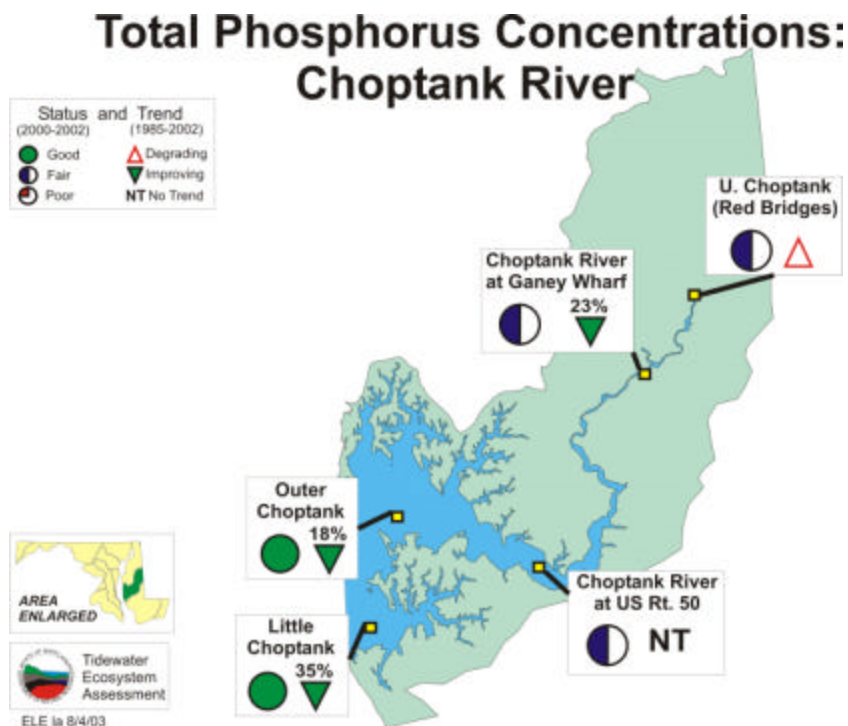 Total Phosphorus Concentrations:
Choptank River
Status and Trend
(2000-2002) (1985-2002)
Good Degrading
Fair Improving
Poor NT No Trend
U. Choptank
(Red Bridges)
Choptank River
at Ganey Wharf
23%
Outer
Choptank
18%
Choptank River
at US Rt. 50
NT
Little
Choptank
35%
AREA
ENLARGED
Tidewater
Ecosystem
Assessment
ELE la 8/4/03